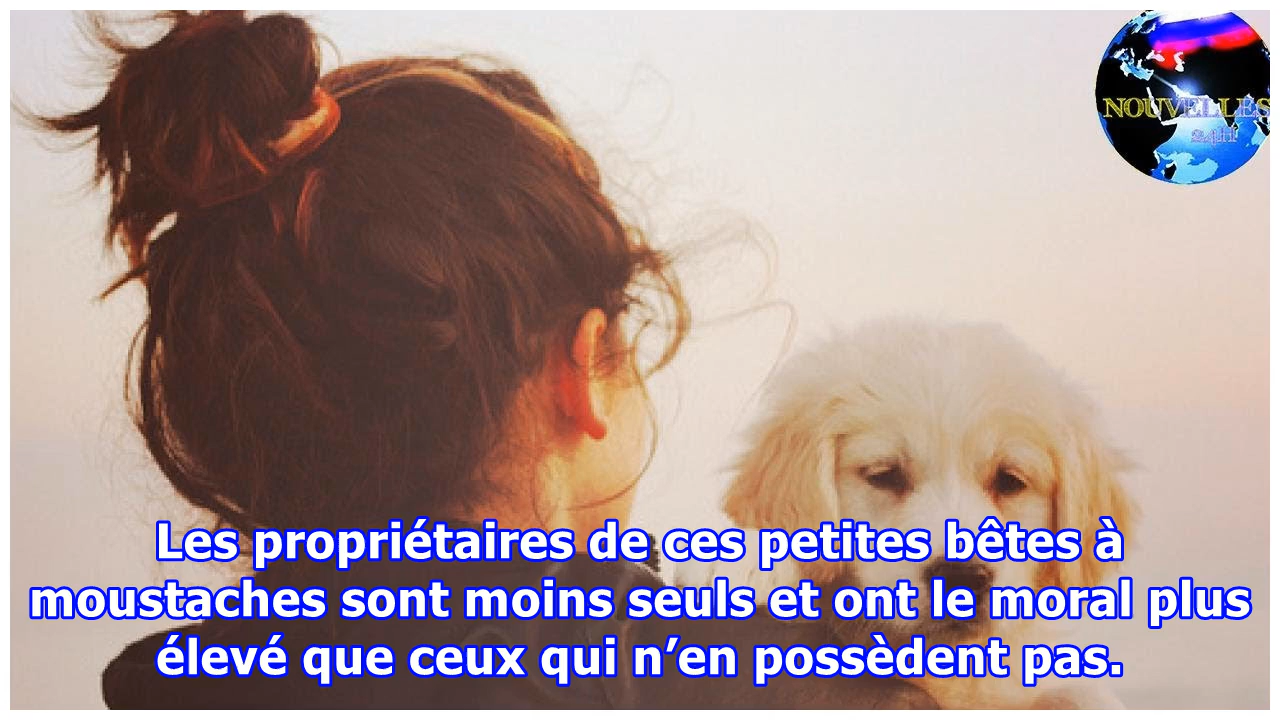 NOUVELLES
24H
Les propriétaires de ces petites bêtes à
moustaches sont moins seuls et ont le moral plus
élevé que ceux qui n’en possèdent pas.